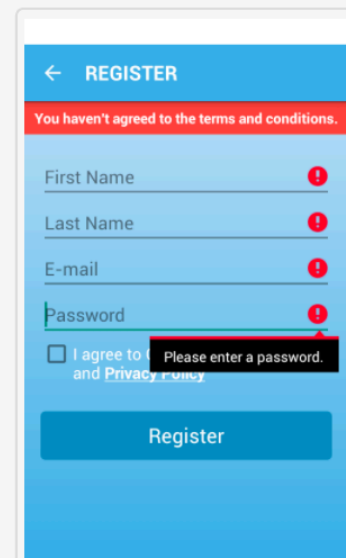 REGISTER
You haven't agreed to the terms and conditions.
First Name
Last Name
E-mail
Password
I agree to
Please enter a password.
and Privacy Policy
Register